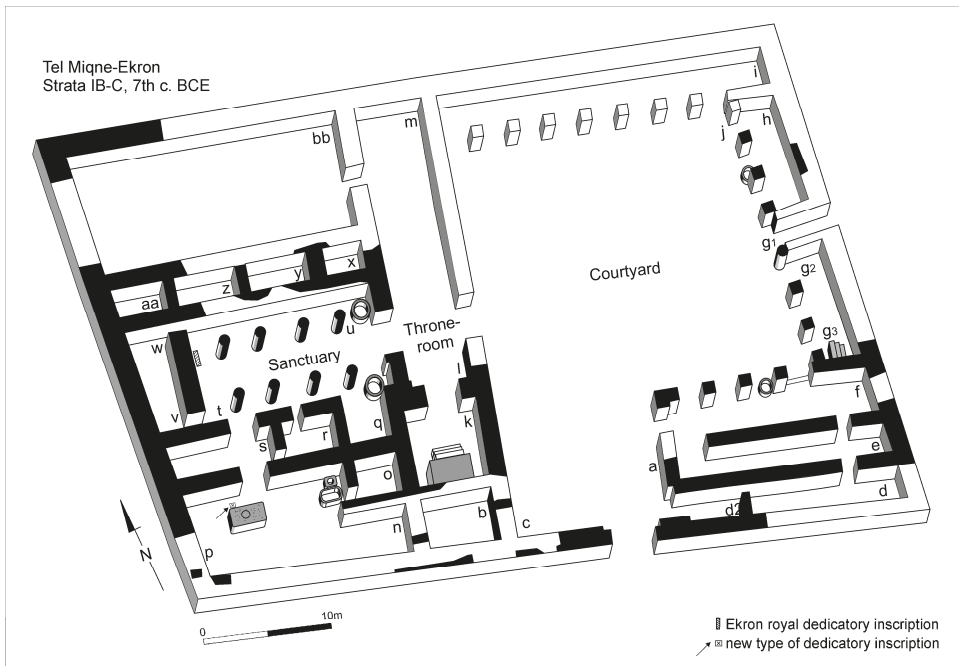 Tel Miqne-Ekron
Strata IB-C, 7th c. BCE
i
bb
m
h
j
g1
g2
Courtyard
x
y
z
aa
u
Throne-
room
w
Sanctuary
g3
l
f
v
t
q
k
s
r
a
e
o
d
d2
b
n
c
p
N
0
10m
Ekron royal dedicatory inscription
new type of dedicatory inscription